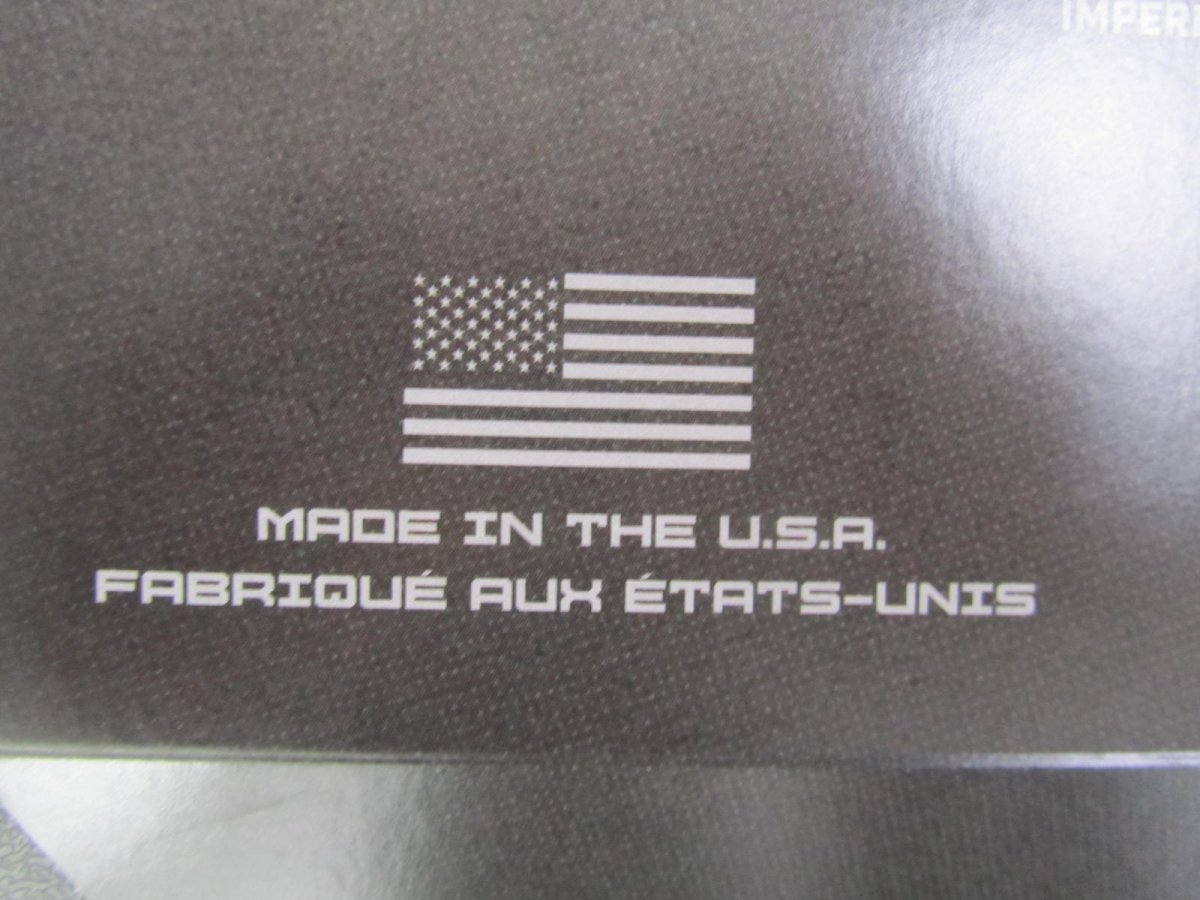 MADE IN THE U.S.A.
FABRIQUÉ AUX ÉTATS-UNIS